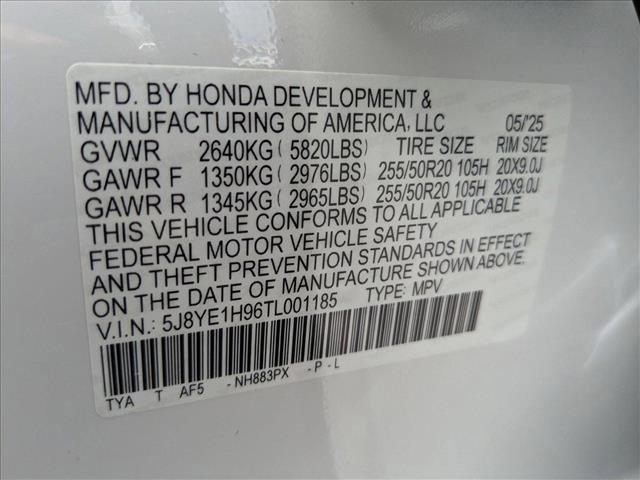 MFD. BY HONDA DEVELOPMENT &
MANUFACTURING OF AMERICA, LLC 05/'25
GVWR 2640KG (5820LBS) TIRE SIZE RIM SIZE
GAWR F 1350KG (2976LBS) 255/50R20 105H 20X9.0J
GAWR R 1345KG (2965LBS) 255/50R20 105H 20X9.0J
THIS VEHICLE CONFORMS TO ALL APPLICABLE
FEDERAL MOTOR VEHICLE SAFETY
AND THEFT PREVENTION STANDARDS IN EFFECT
ON THE DATE OF MANUFACTURE SHOWN ABOVE.
V.I.N.: 5J8YE1H96TL001185 TYPE: MPV
TYA T AF5 - NH883PX - P - L